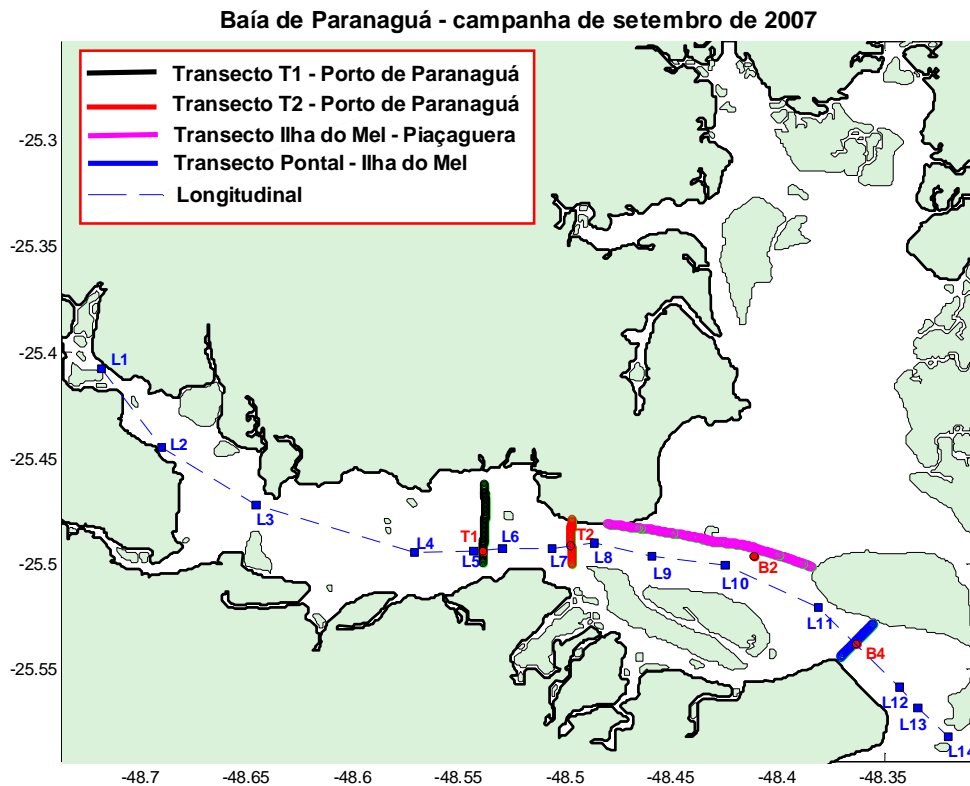 Baía de Paranaguá - campanha de setembro de 2007
Transecto T1 - Porto de Paranaguá
Transecto T2 - Porto de Paranaguá
Transecto Ilha do Mel - Piaçaguera
Transecto Pontal - Ilha do Mel
Longitudinal
-25.3
-25.35
-25.4
-25.45
-25.5
-25.55
L1
L2
L3
L4
T1
L5
L6
L7
T2
L8
L9
L10
B2
L11
B4
L12
L13
L14
-48.7
-48.65
-48.6
-48.55
-48.5
-48.45
-48.4
-48.35